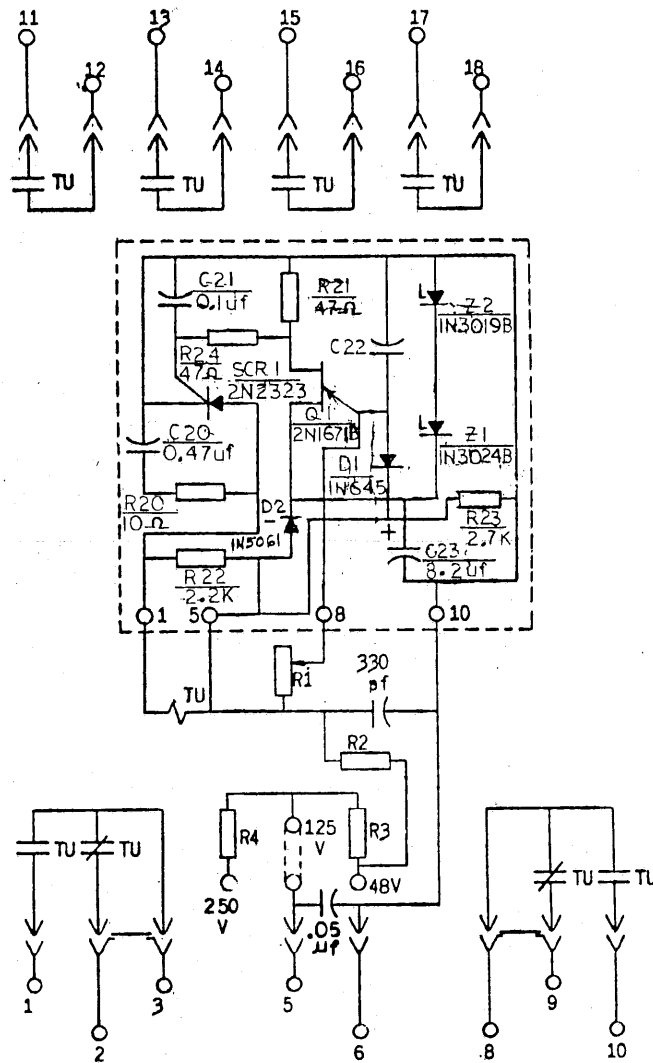 11 13 15 17
12 14 16 18
TU TU TU TU
C21
0.1uf
R21
47Ω
Z2
1N3019B
R24
47Ω
SCR1
2N2323
C22
Q1
2N1671B
C20
0.47uf
D1
1N645
Z1
1N3024B
R20
10Ω
D2
1N5061
R23
2.7K
+
C23
8.2uf
R22
2.2K
1 5 8 10
R1
330
pf
TU
R2
TU TU
R4
125
V
R3
TU TU
250
V
48V
.05
µf
1 3 5 9
2 6 8 10